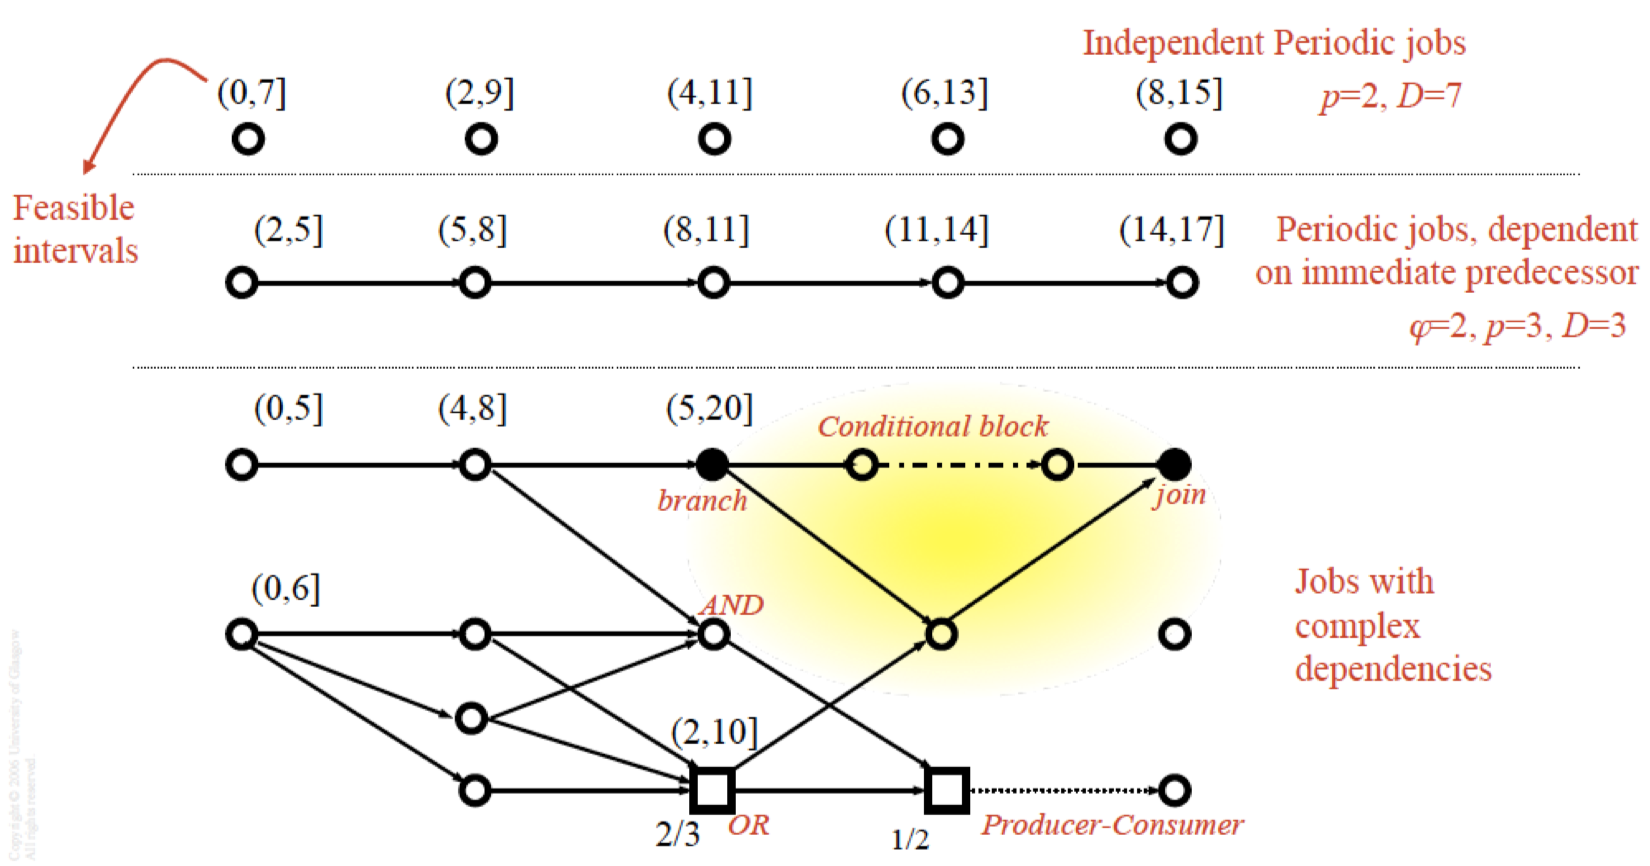 Independent Periodic jobs
(0,7] (2,9] (4,11] (6,13] (8,15] p=2, D=7
Feasible
intervals
(2,5] (5,8] (8,11] (11,14] (14,17] Periodic jobs, dependent
on immediate predecessor
φ=2, p=3, D=3
(0,5] (4,8] (5,20] Conditional block
branch join
(0,6] AND
Jobs with
complex
dependencies
(2,10]
2/3 OR 1/2 Producer-Consumer
Copyright © 2006 University of Glasgow
All rights reserved.